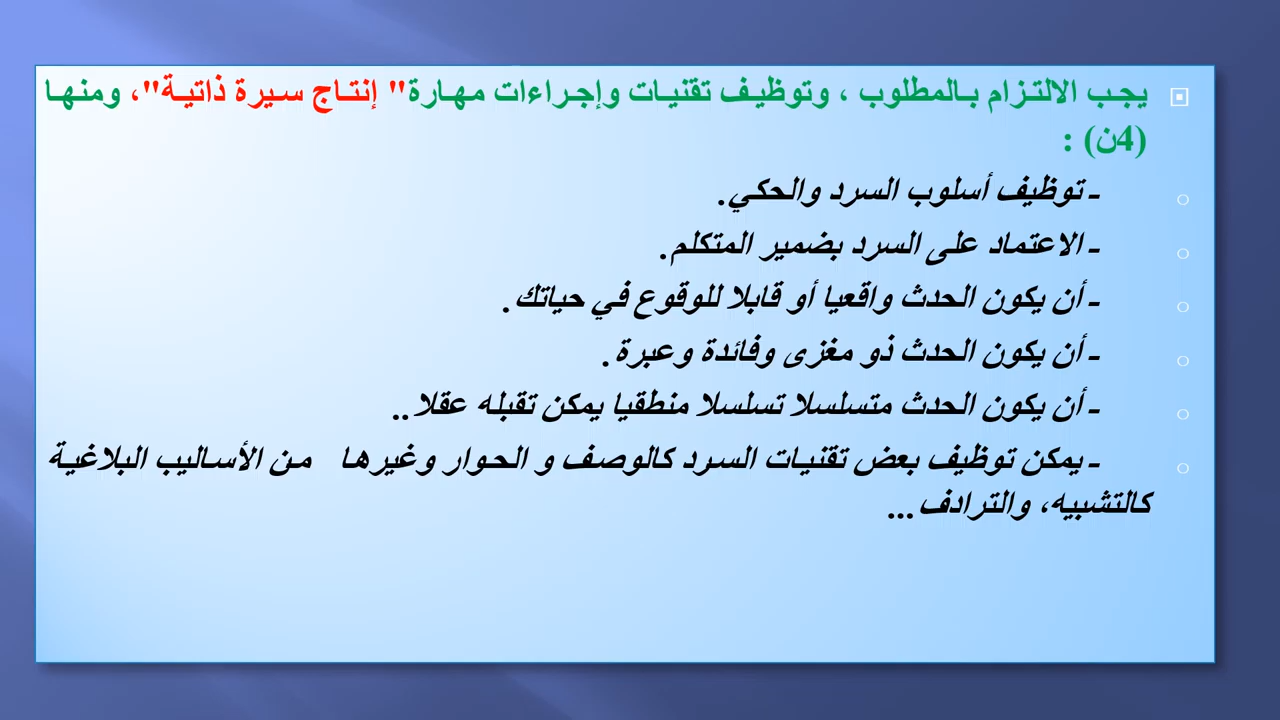 يجب الالتزام بالمطلوب ، وتوظيف تقنيات وإجراءات مهارة" إنتاج سيرة ذاتية"، ومنها
(4ن) :
ـ توظيف أسلوب السرد والحكي.
ـ الاعتماد على السرد بضمير المتكلم.
ـ أن يكون الحدث واقعيا أو قابلا للوقوع في حياتك.
ـ أن يكون الحدث ذو مغزى وفائدة وعبرة.
ـ أن يكون الحدث متسلسلا تسلسلا منطقيا يمكن تقبله عقلا..
ـ يمكن توظيف بعض تقنيات السرد كالوصف و الحوار وغيرها من الأساليب البلاغية
كالتشبيه، والترادف...